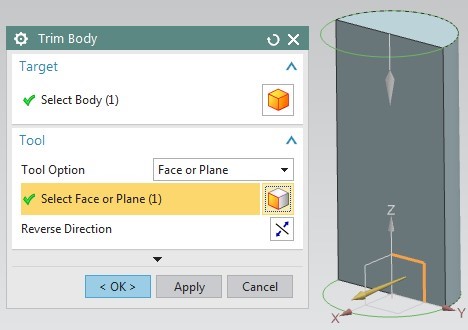 Trim Body
Target
Select Body (1)
Tool
Tool Option Face or Plane
Select Face or Plane (1)
Reverse Direction
< OK > Apply Cancel
Z
X Y